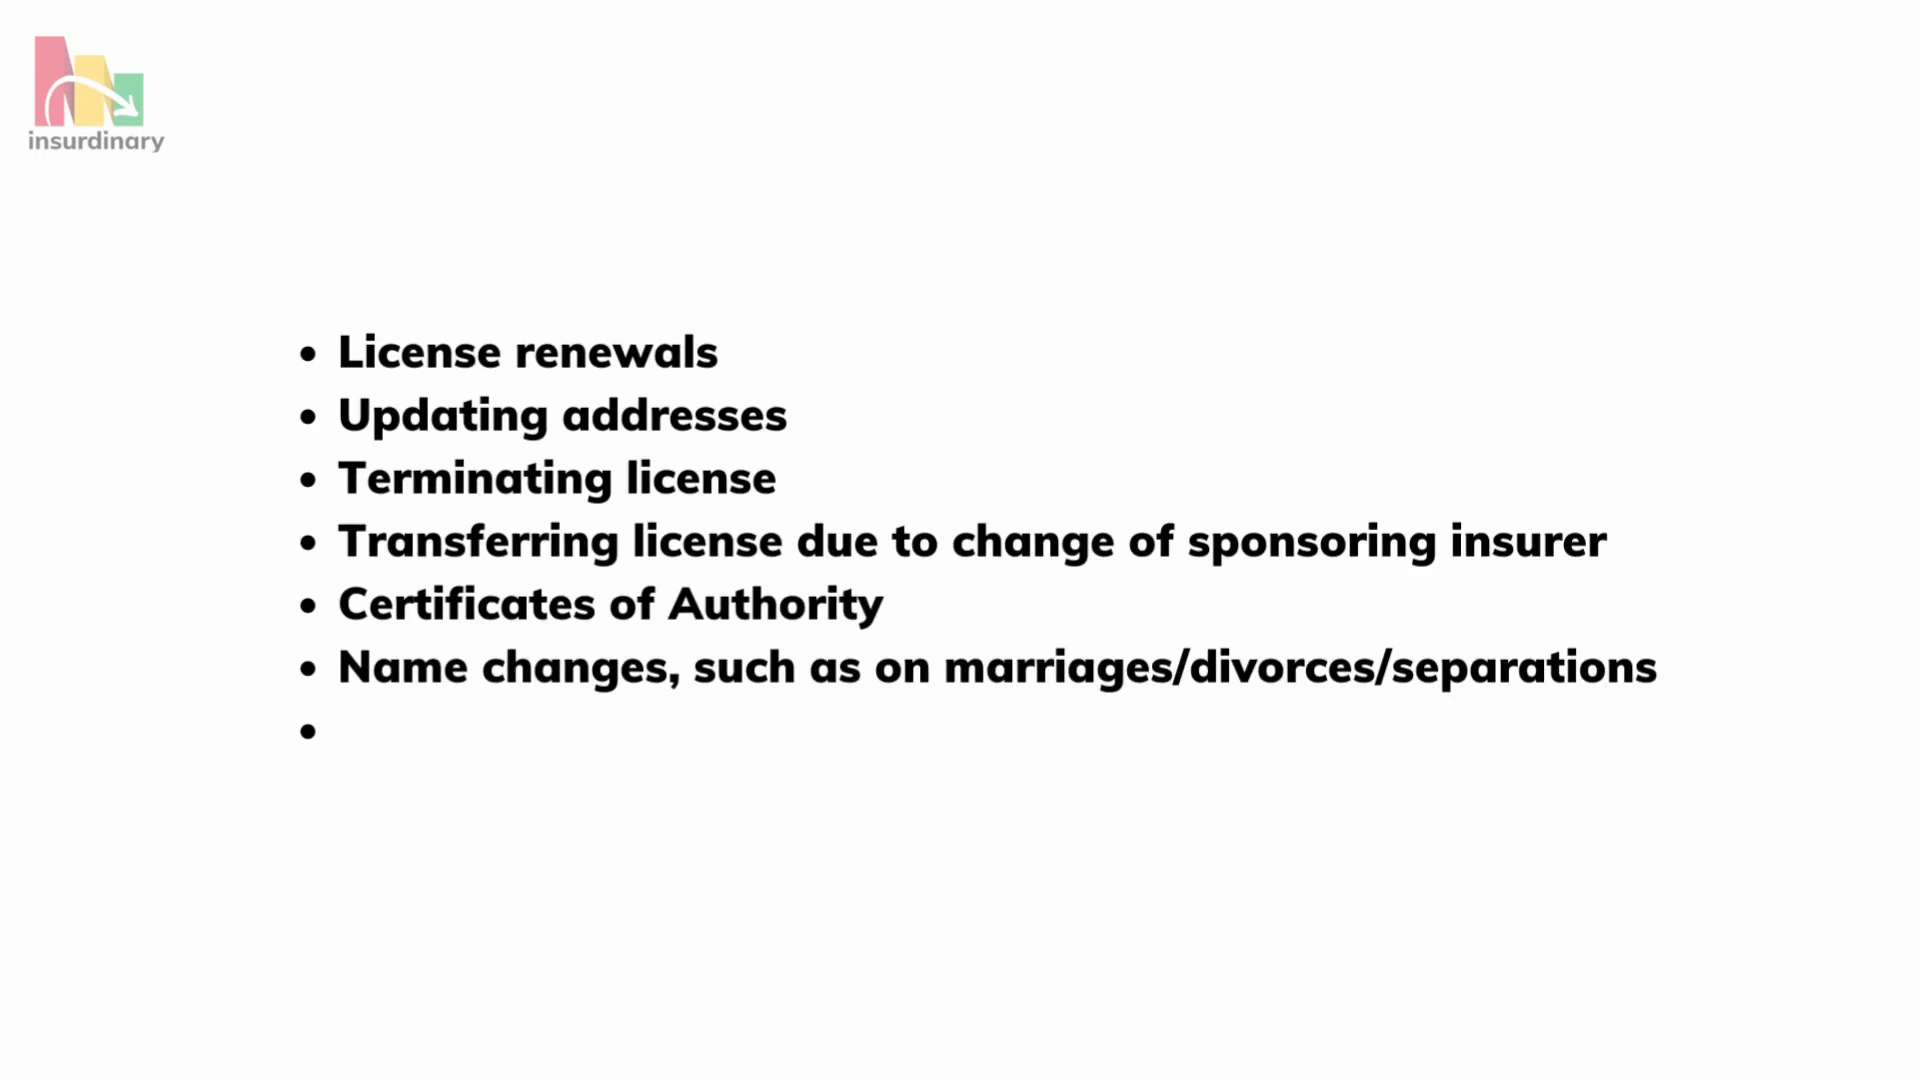 insurdinary
• License renewals
• Updating addresses
• Terminating license
• Transferring license due to change of sponsoring insurer
• Certificates of Authority
• Name changes, such as on marriages/divorces/separations
•